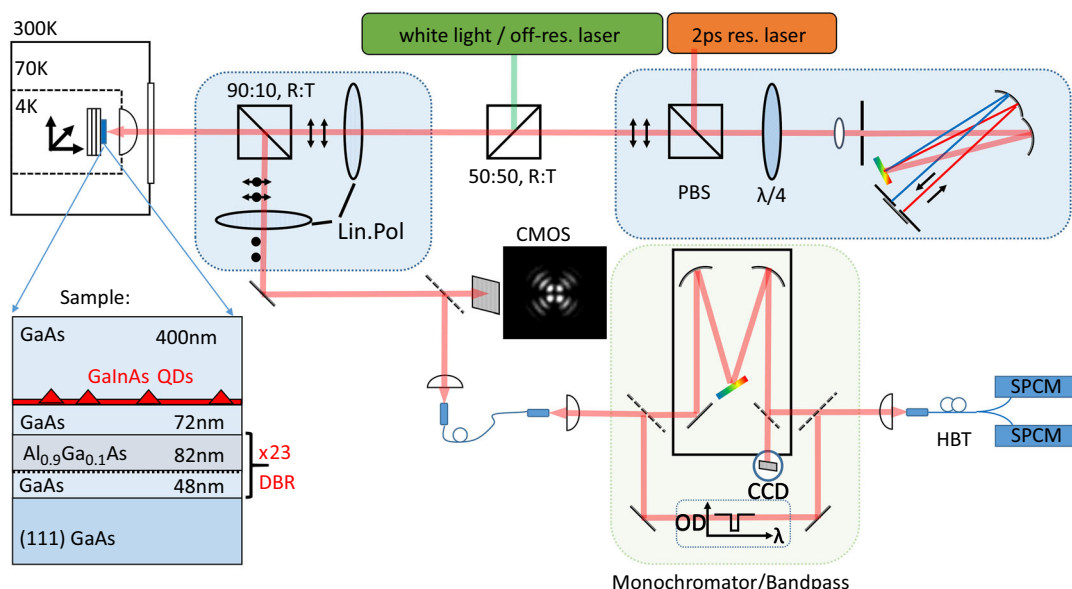 300K
70K
4K
90:10, R:T
white light / off-res. laser
2ps res. laser
50:50, R:T
PBS
λ/4
Lin.Pol
CMOS
Sample:
GaAs
400nm
GaInAs QDs
GaAs 72nm
Al0.9Ga0.1As 82nm
GaAs 48nm
x23
DBR
(111) GaAs
CCD
OD
λ
HBT
SPCM
SPCM
Monochromator/Bandpass